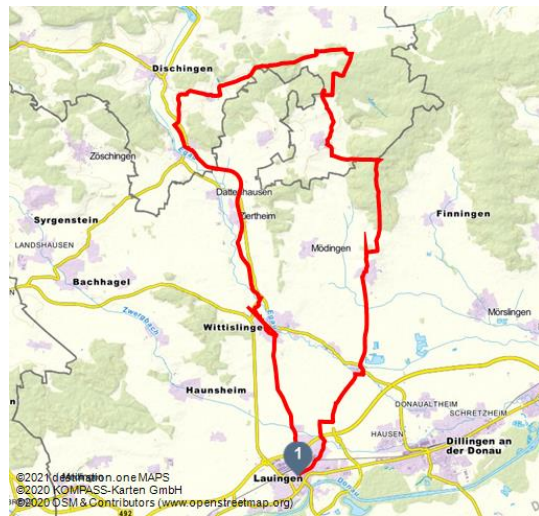 Dischingen
Zöschingen
Dattenhausen
Ziertheim
Syrgenstein
LANDSHAUSEN
Finningen
Mödingen
Bachhagel
Zwergbach
Wittislingen
Mörslingen
Haunsheim
DONAUALTHEIM
SCHRETZHEIM
HAUSEN
Dillingen an
der Donau
1
Lauingen
Donau
492
©2021 destination.one MAPS
©2020 KOMPASS-Karten GmbH
©2020 OSM & Contributors (www.openstreetmap.org)